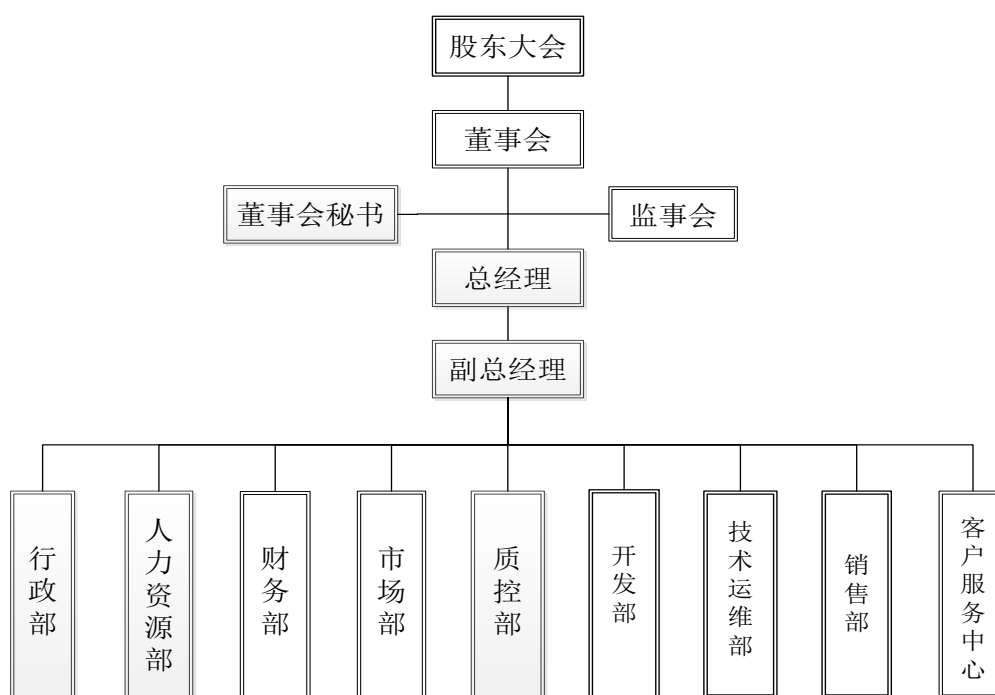 股东大会
董事会
董事会秘书
监事会
总经理
副总经理
行政部
人力资源部
财务部
市场部
质控部
开发部
技术运维部
销售部
客户服务中心